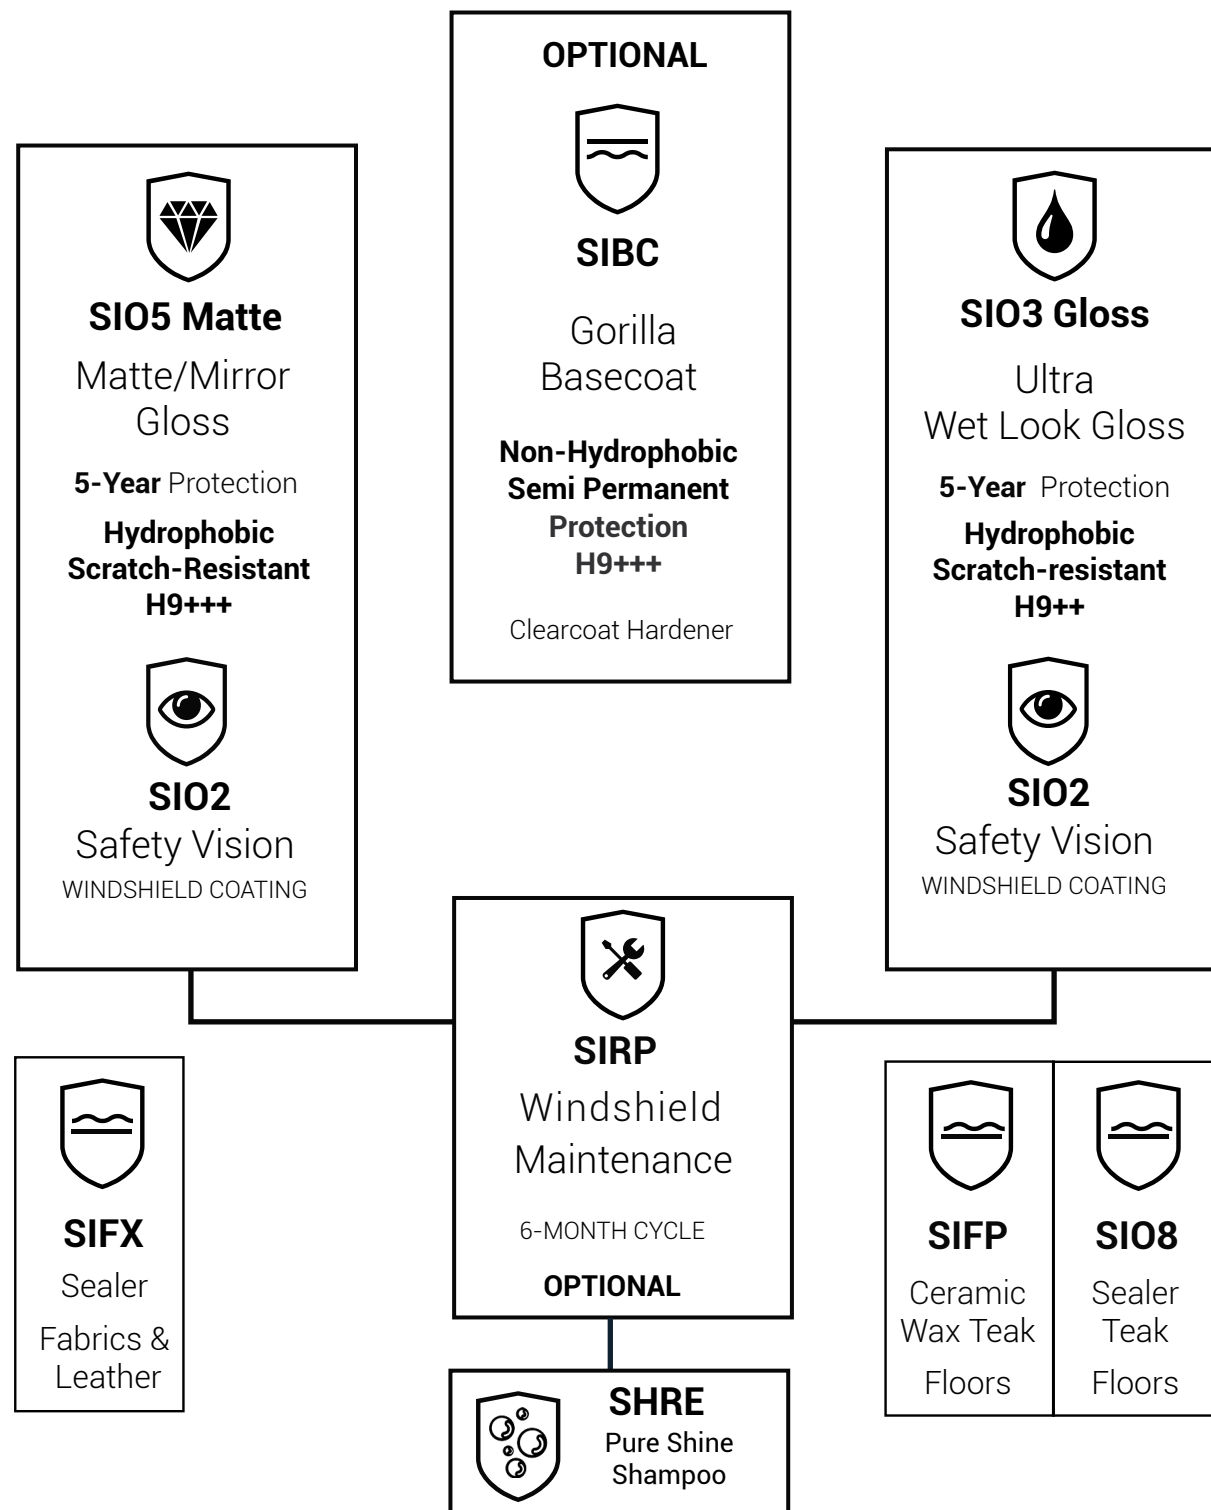 OPTIONAL
SIBC
Gorilla
Basecoat
Non-Hydrophobic
Semi Permanent
Protection
H9+++
Clearcoat Hardener
SIO5 Matte
Matte/Mirror
Gloss
5-Year Protection
Hydrophobic
Scratch-Resistant
H9+++
SIO2
Safety Vision
WINDSHIELD COATING
SIO3 Gloss
Ultra
Wet Look Gloss
5-Year Protection
Hydrophobic
Scratch-resistant
H9++
SIO2
Safety Vision
WINDSHIELD COATING
SIRP
Windshield
Maintenance
6-MONTH CYCLE
OPTIONAL
SIFX
Sealer
Fabrics &
Leather
SIFP
Ceramic
Wax Teak
Floors
SIO8
Sealer
Teak
Floors
SHRE
Pure Shine
Shampoo